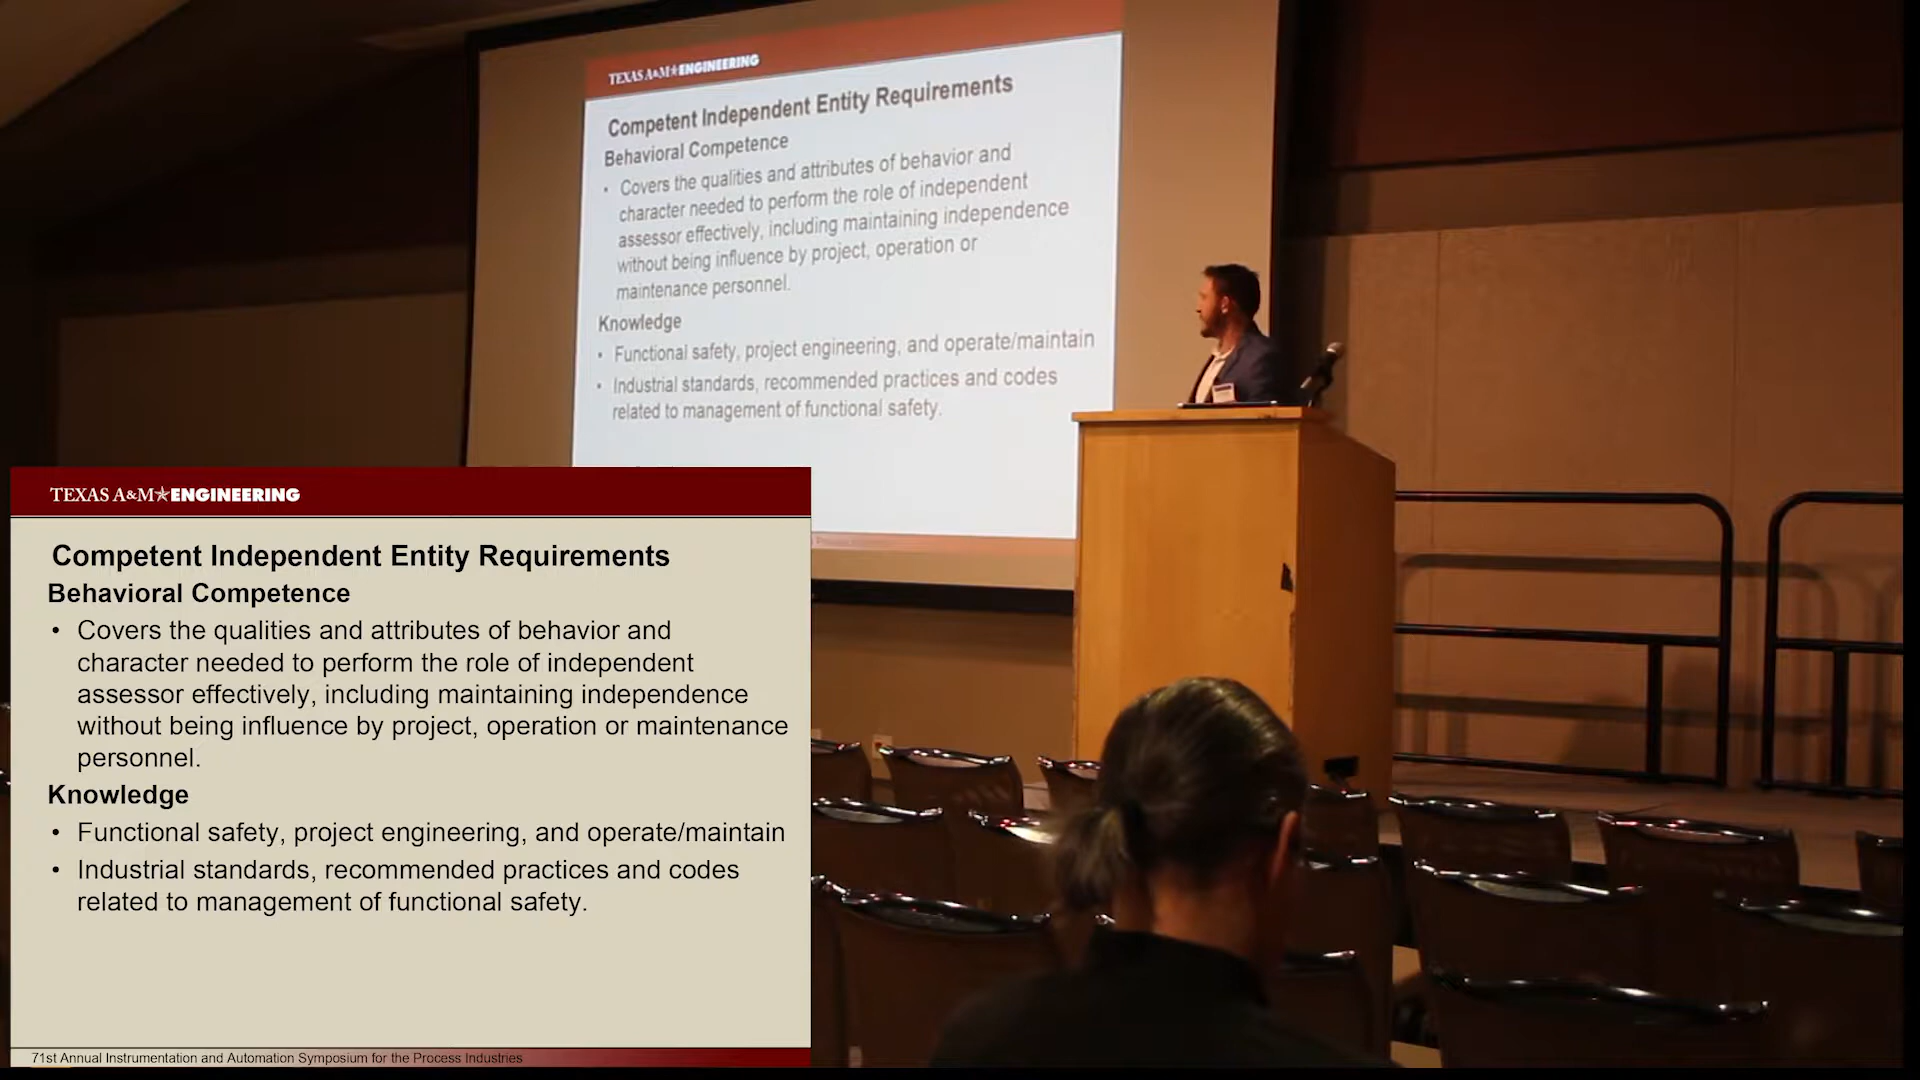 TEXAS A&M★ENGINEERING
Competent Independent Entity Requirements
Behavioral Competence
• Covers the qualities and attributes of behavior and
character needed to perform the role of independent
assessor effectively, including maintaining independence
without being influence by project, operation or
maintenance personnel.
Knowledge
• Functional safety, project engineering, and operate/maintain
• Industrial standards, recommended practices and codes
related to management of functional safety.
TEXAS A&M★ENGINEERING
Competent Independent Entity Requirements
Behavioral Competence
• Covers the qualities and attributes of behavior and
character needed to perform the role of independent
assessor effectively, including maintaining independence
without being influence by project, operation or maintenance
personnel.
Knowledge
• Functional safety, project engineering, and operate/maintain
• Industrial standards, recommended practices and codes
related to management of functional safety.
71st Annual Instrumentation and Automation Symposium for the Process Industries